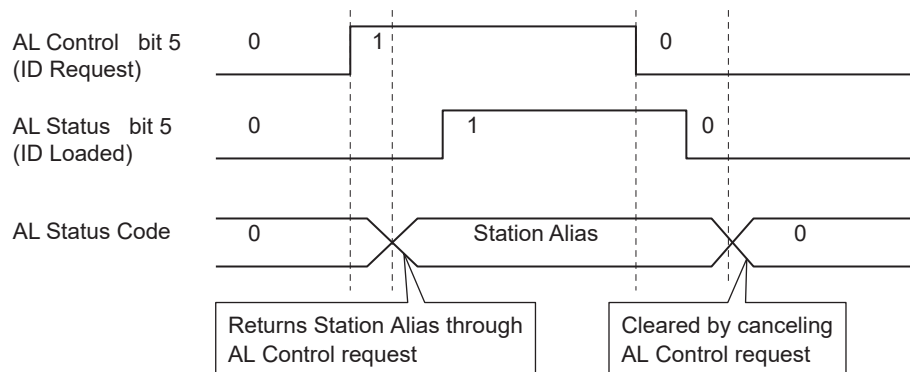 AL Control bit 5
(ID Request)
0
1
0
AL Status bit 5
(ID Loaded)
0
1
0
AL Status Code
0
Station Alias
0
Returns Station Alias through
AL Control request
Cleared by canceling
AL Control request